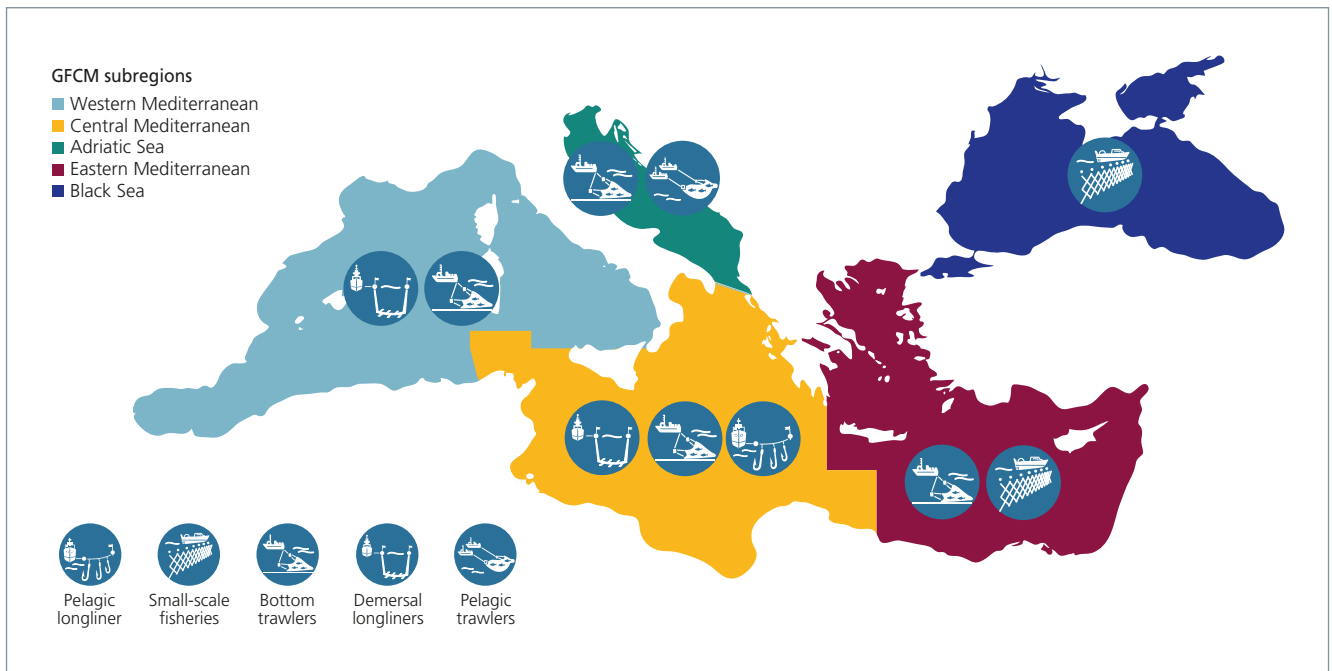 GFCM subregions
Western Mediterranean
Central Mediterranean
Adriatic Sea
Eastern Mediterranean
Black Sea
Pelagic
longliner
Small-scale
fisheries
Bottom
trawlers
Demersal
longliners
Pelagic
trawlers